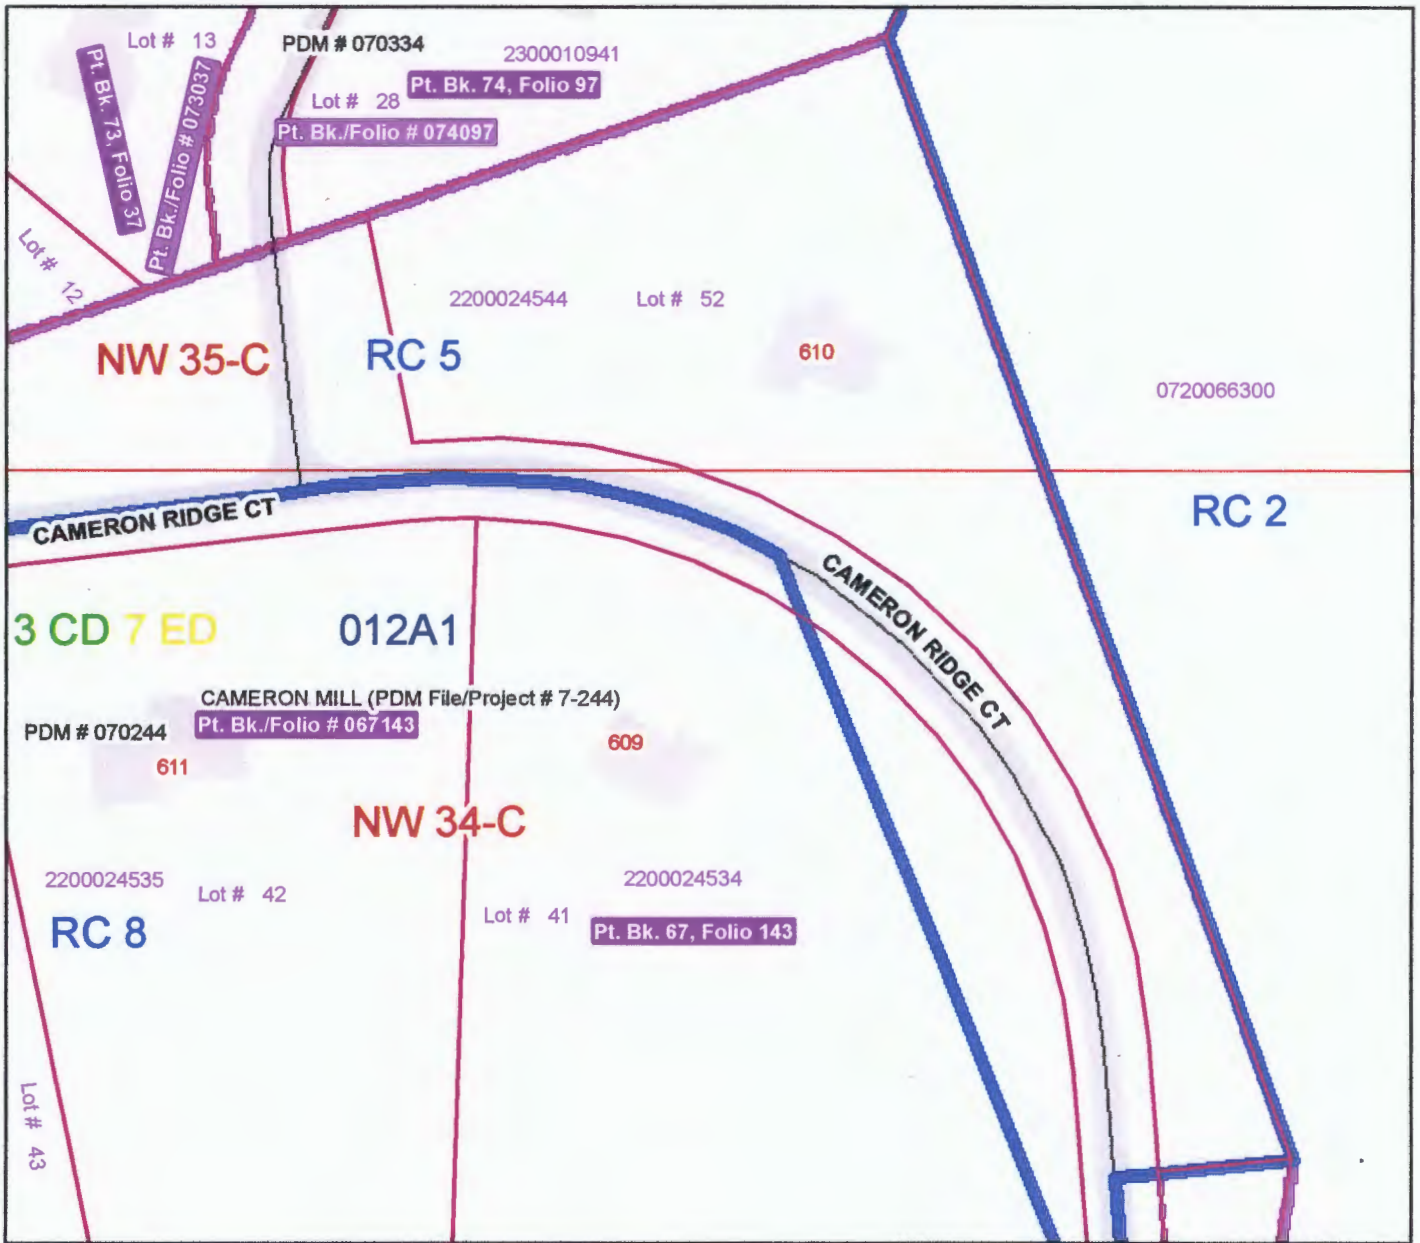 Lot # 13
PDM # 070334
2300010941
Pt. Bk. 74, Folio 97
Lot # 28
Pt. Bk./Folio # 074097
Pt. Bk. 73, Folio 37
Pt. Bk./Folio # 073037
Lot # 12
2200024544
Lot # 52
NW 35-C
RC 5
610
0720066300
RC 2
CAMERON RIDGE CT
CAMERON RIDGE CT
3 CD 7 ED
012A1
CAMERON MILL (PDM File/Project # 7-244)
PDM # 070244
Pt. Bk./Folio # 067143
611
609
NW 34-C
2200024535
Lot # 42
2200024534
RC 8
Lot # 41
Pt. Bk. 67, Folio 143
Lot # 43